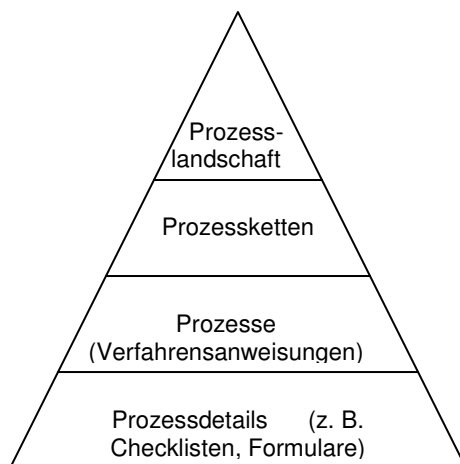 Prozess-
landschaft
Prozessketten
Prozesse
(Verfahrensanweisungen)
Prozessdetails (z. B.
Checklisten, Formulare)